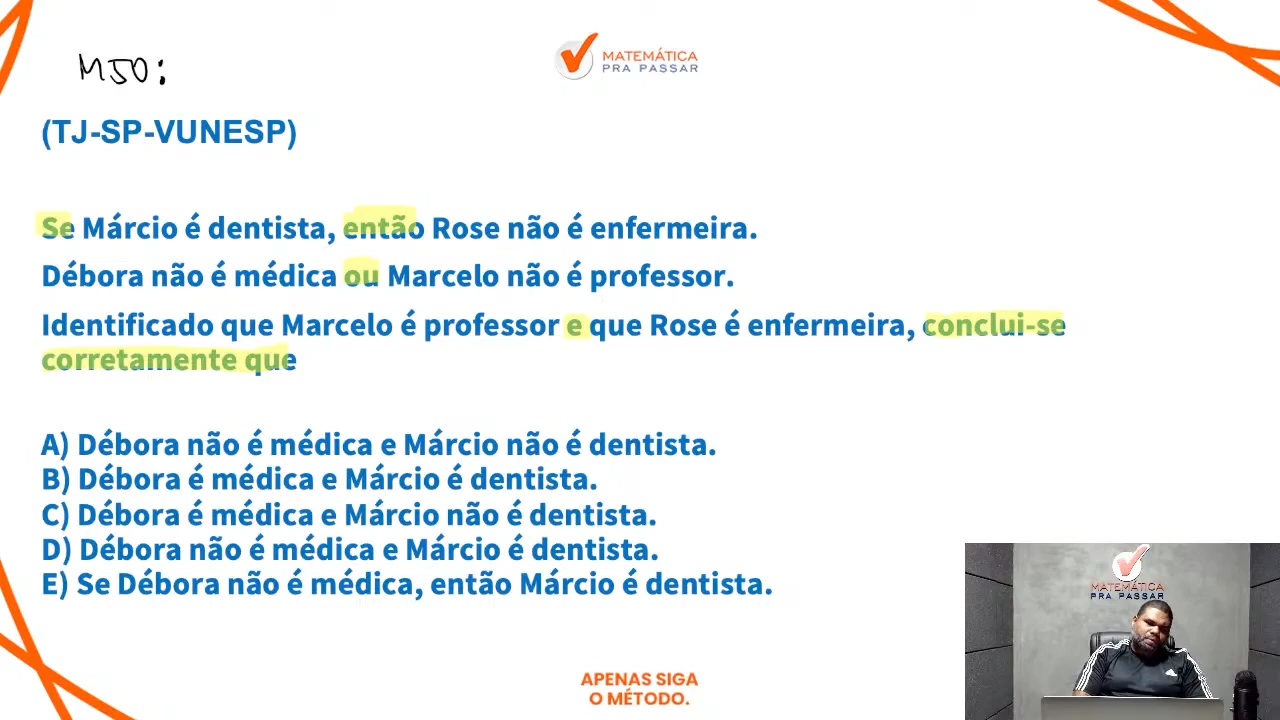 M50:
MATEMÁTICA
PRA PASSAR
(TJ-SP-VUNESP)
Se Márcio é dentista, então Rose não é enfermeira.
Débora não é médica ou Marcelo não é professor.
Identificado que Marcelo é professor e que Rose é enfermeira, conclui-se
corretamente que
A) Débora não é médica e Márcio não é dentista.
B) Débora é médica e Márcio é dentista.
C) Débora é médica e Márcio não é dentista.
D) Débora não é médica e Márcio é dentista.
E) Se Débora não é médica, então Márcio é dentista.
MATEMÁTICA
PRA PASSAR
APENAS SIGA
O MÉTODO.